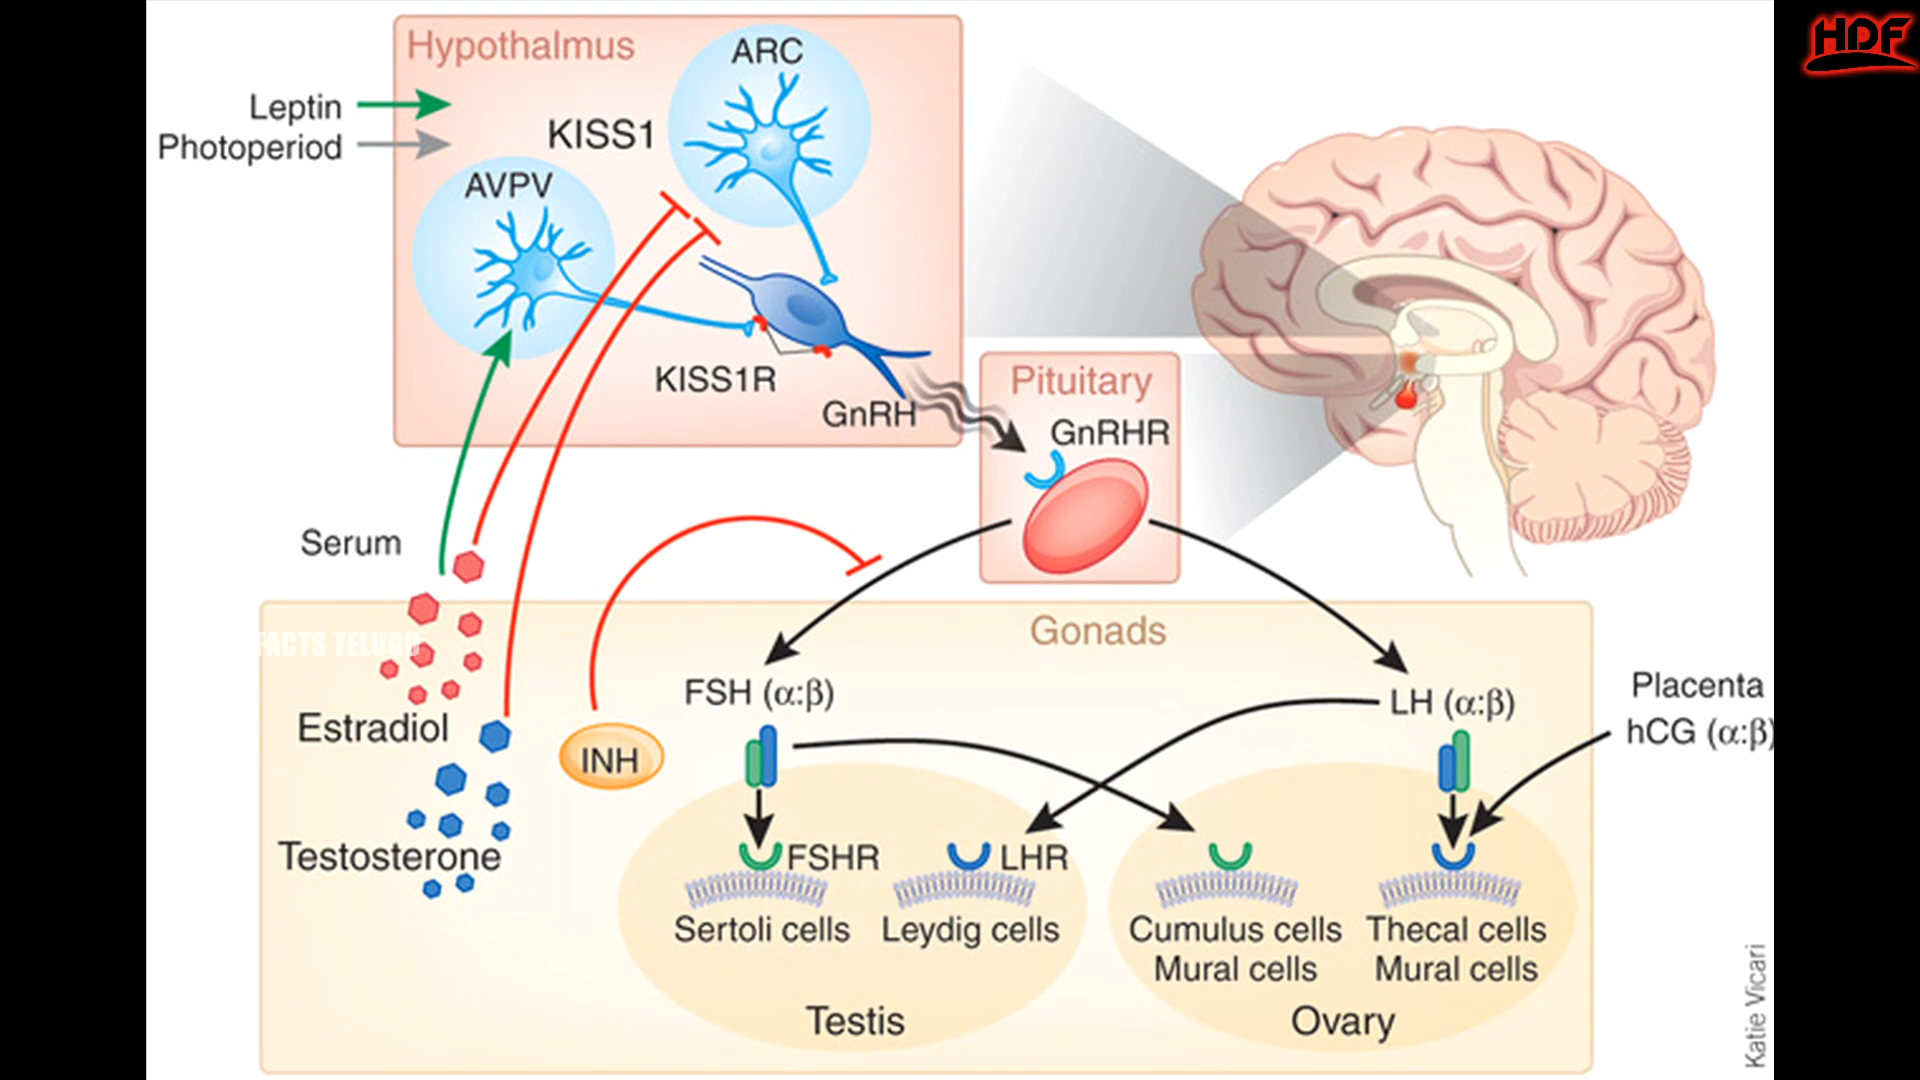 HDF
Hypothalmus
ARC
Leptin
Photoperiod
KISS1
AVPV
KISS1R
GnRH
Pituitary
GnRHR
Serum
Gonads
FACTS TELUGU
FSH (α:β)
LH (α:β)
Placenta
hCG (α:β)
Estradiol
INH
Testosterone
FSHR
LHR
Sertoli cells
Leydig cells
Cumulus cells
Mural cells
Thecal cells
Mural cells
Testis
Ovary
Katie Vicari